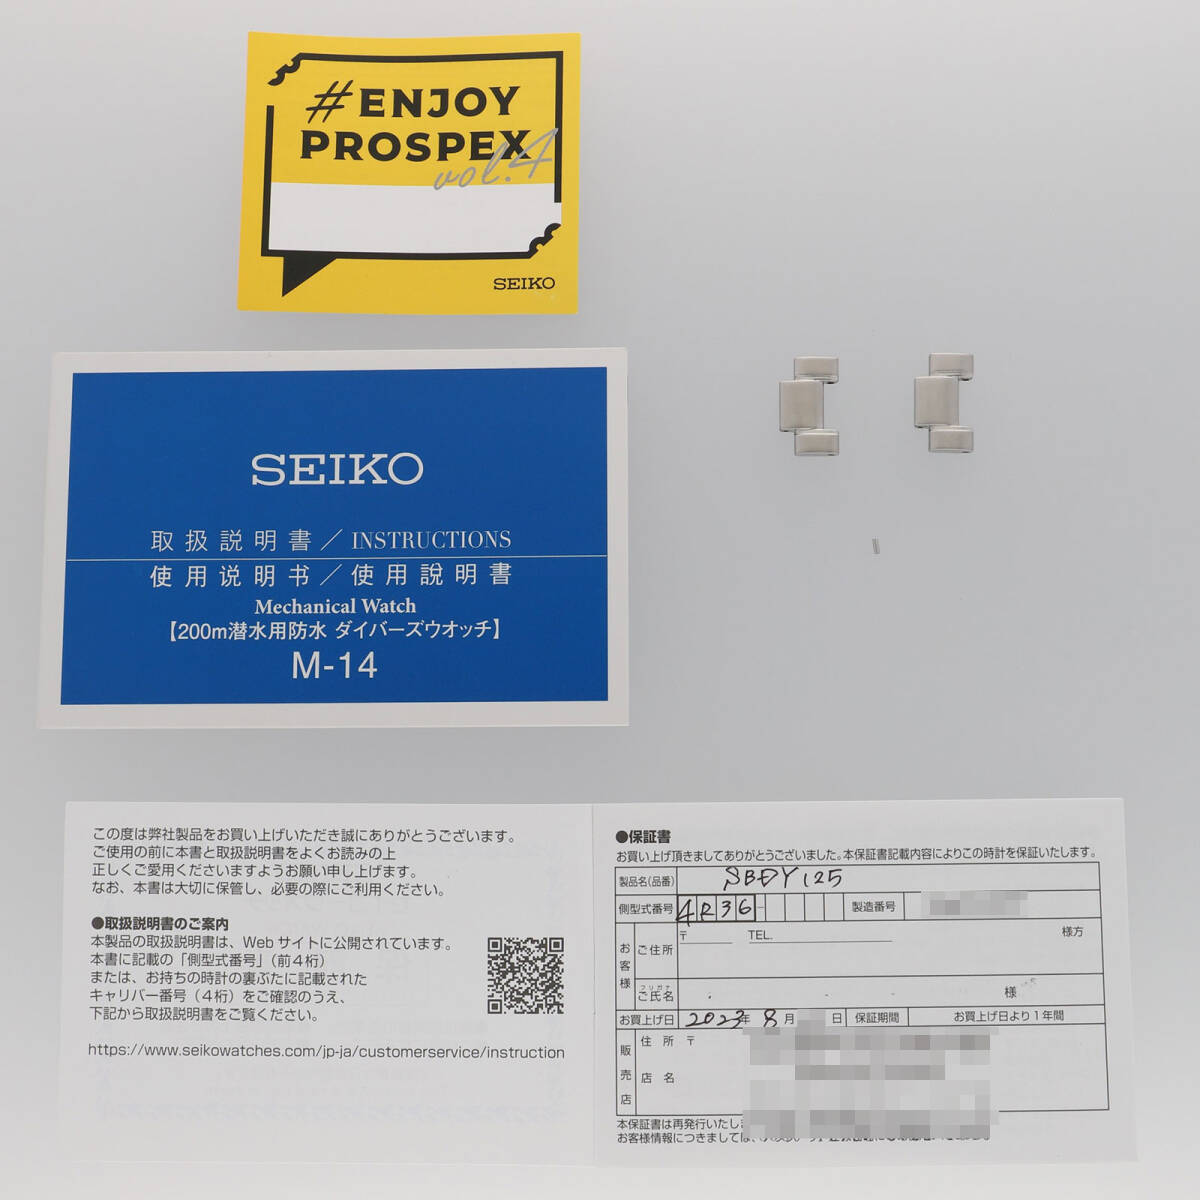 #ENJOY
PROSPEX
vol.4
SEIKO
SEIKO
取扱説明書／INSTRUCTIONS
使用说明书／使用說明書
Mechanical Watch
【200m潜水用防水 ダイバーズウオッチ】
M-14
この度は弊社製品をお買い上げいただき誠にありがとうございます。
ご使用の前に本書と取扱説明書をよくお読みの上
正しくご愛用くださいますようお願い申し上げます。
なお、本書は大切に保管し、必要の際にご利用ください。
●取扱説明書のご案内
本製品の取扱説明書は、Web サイトに公開されています。
本書に記載の「側型式番号」（前４桁）
または、お持ちの時計の裏ぶたに記載された
キャリバー番号（４桁）をご確認のうえ、
下記から取扱説明書をご覧ください。
https://www.seikowatches.com/jp-ja/customerservice/instruction
●保証書
お買い上げ頂きましてありがとうございました。本保証書記載内容によりこの時計を保証いたします。
製品名(品番) SBDY125
側型式番号 4R36- 製造番号
お客様 ご住所 〒 TEL. 様方
フリガナ
ご氏名 様
お買上げ日 2023年 8月 日 保証期間 お買上げ日より１年間
販売店 住所 〒
店名
本保証書は再発行いたし
お客様情報につきましては、